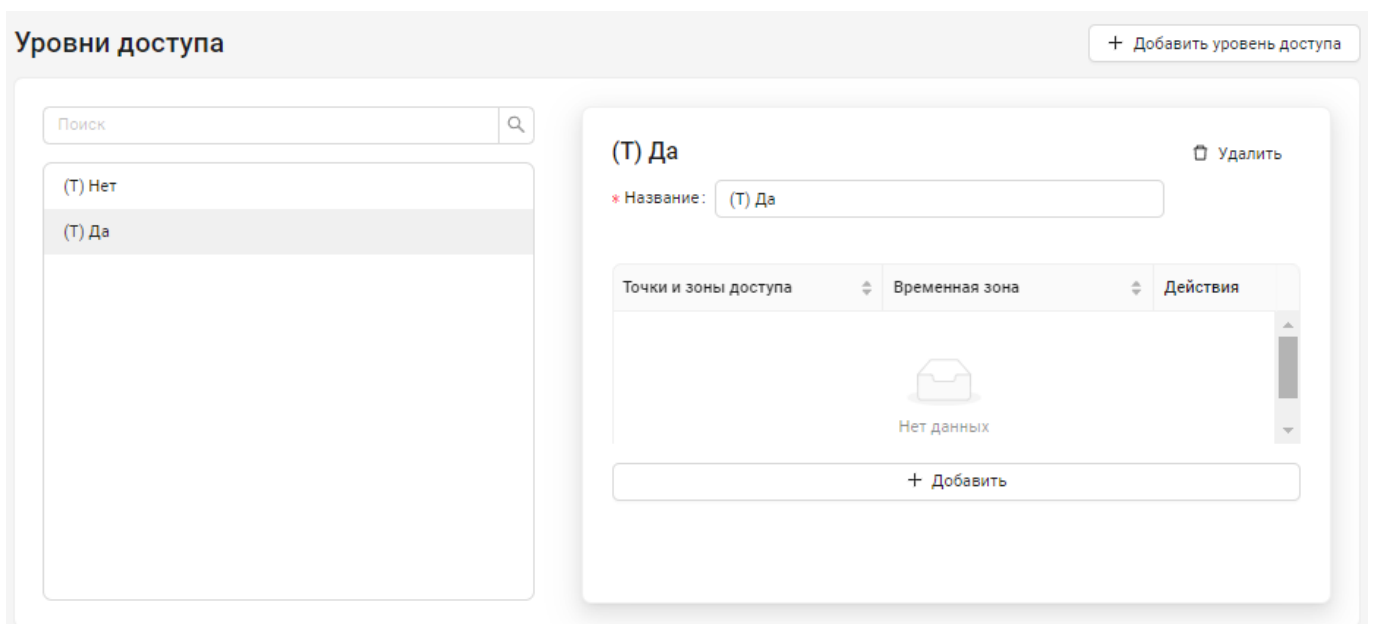 Уровни доступа
+ Добавить уровень доступа
Поиск
(Т) Нет
(Т) Да
(Т) Да
Удалить
* Название:
(Т) Да
Точки и зоны доступа
Временная зона
Действия
Нет данных
+ Добавить